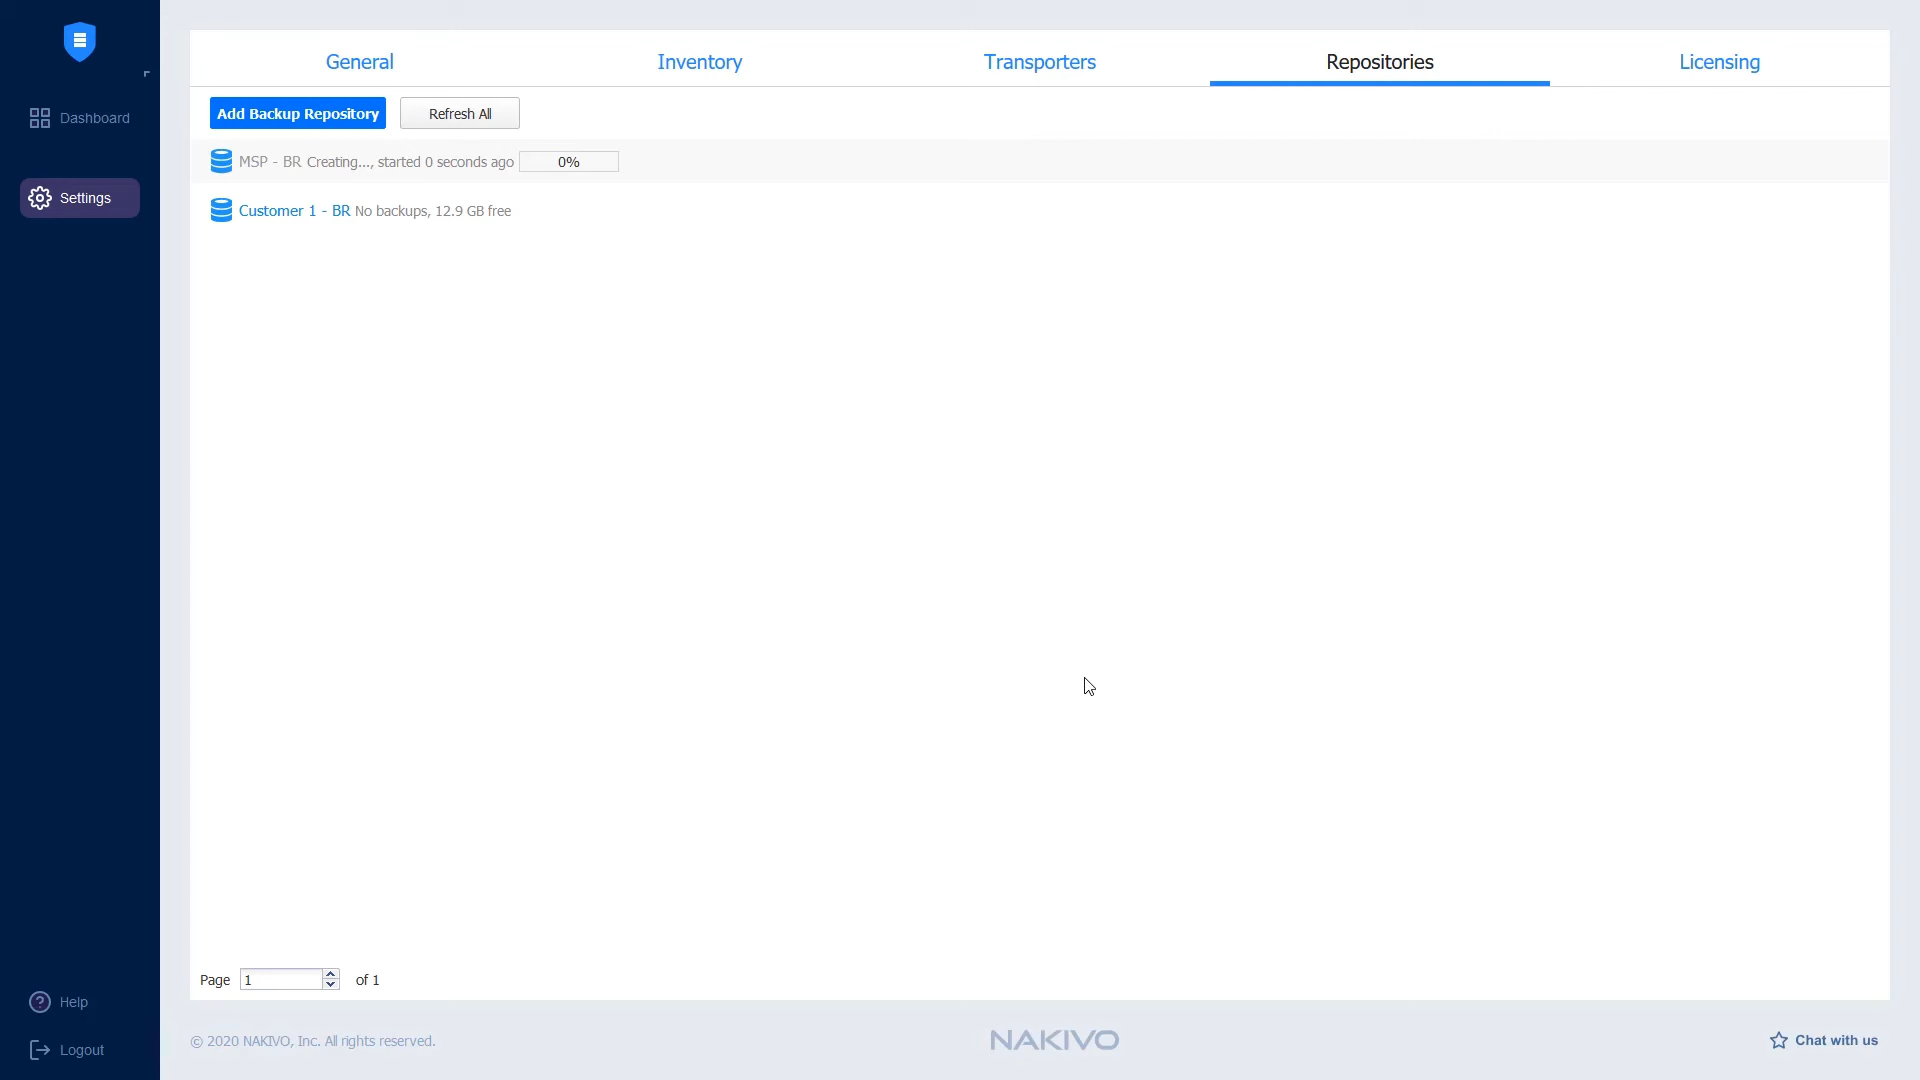 General
Inventory
Transporters
Repositories
Licensing
Dashboard
Settings
Add Backup Repository
Refresh All
MSP - BR Creating..., started 0 seconds ago 0%
Customer 1 - BR No backups, 12.9 GB free
Page 1 of 1
Help
Logout
© 2020 NAKIVO, Inc. All rights reserved.
NAKIVO
Chat with us